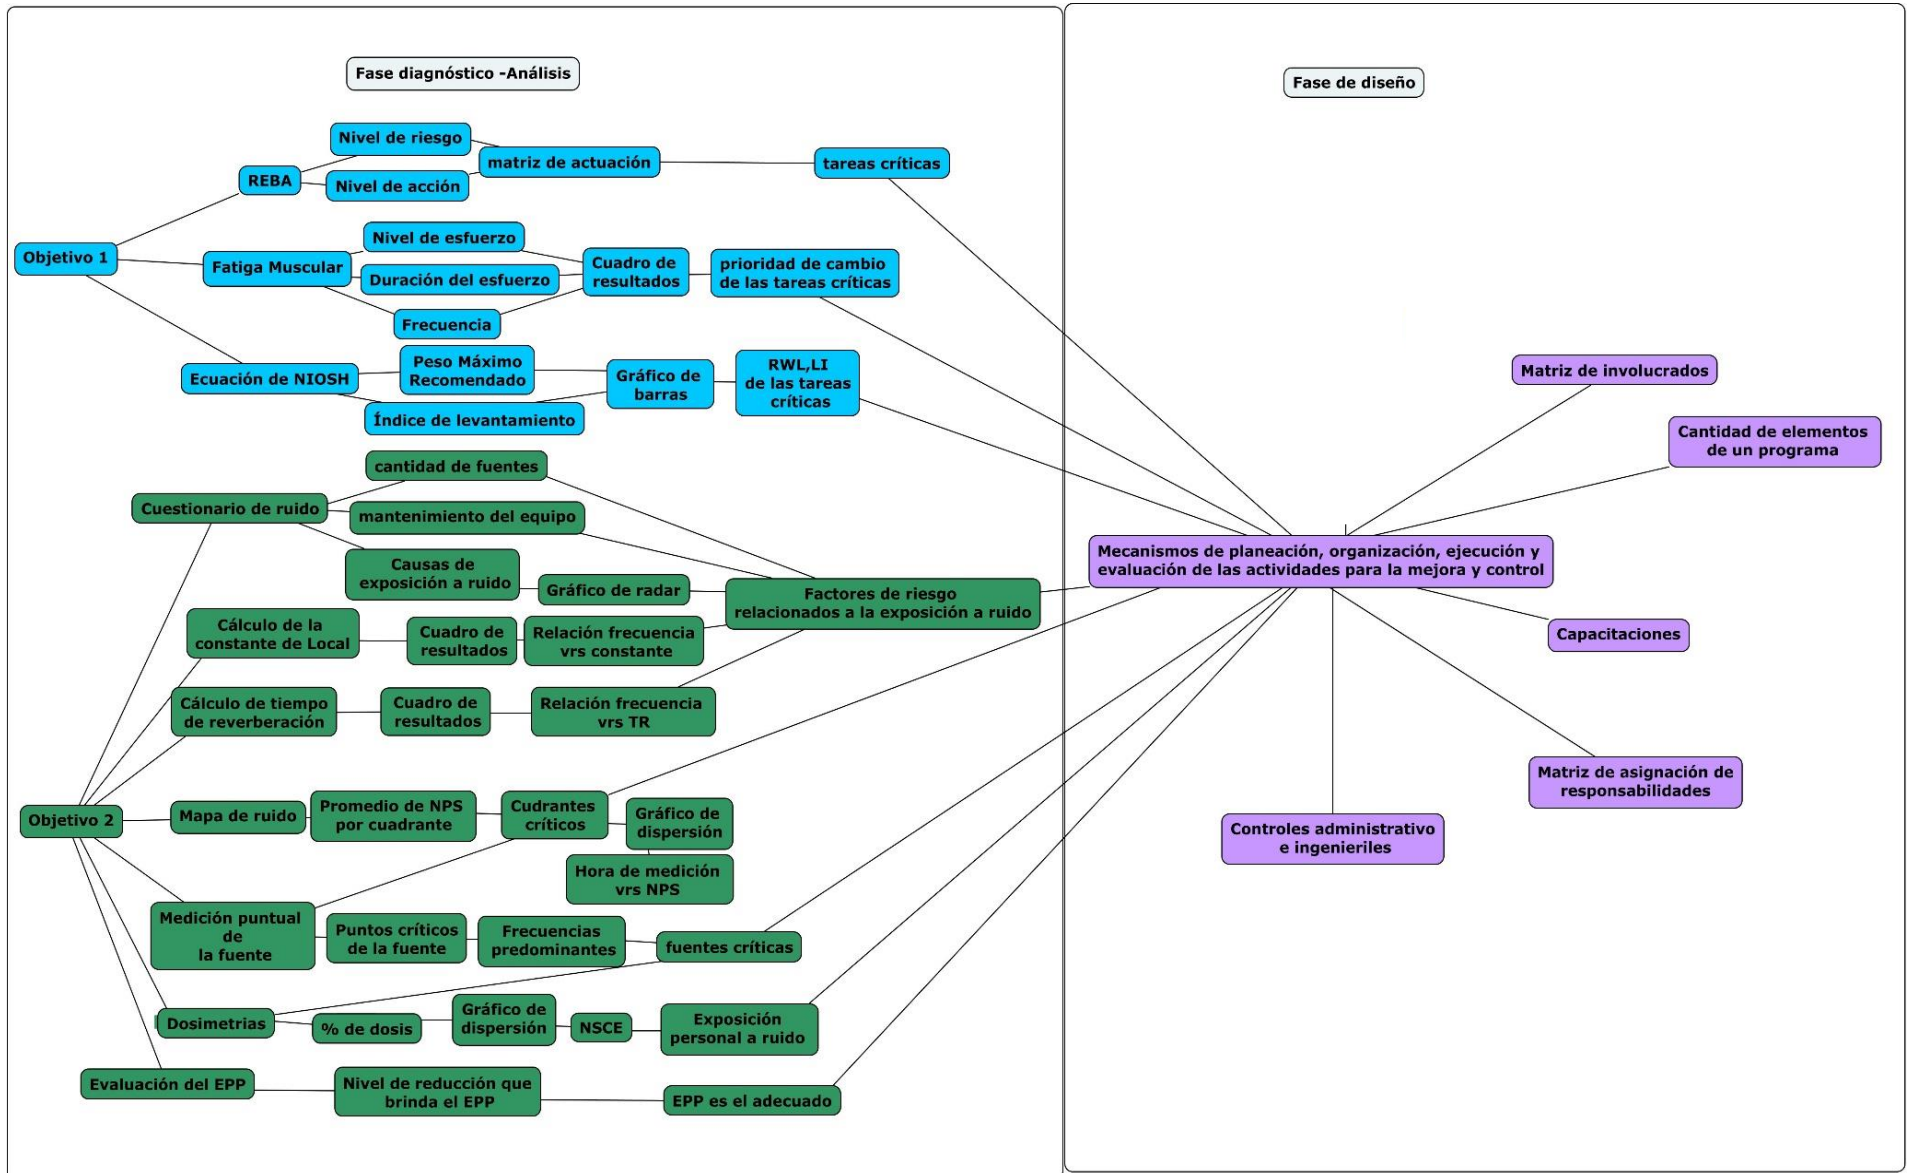 Fase diagnóstico -Análisis
Fase de diseño
Nivel de riesgo
matriz de actuación
tareas críticas
REBA
Nivel de acción
Objetivo 1
Nivel de esfuerzo
Fatiga Muscular
Duración del esfuerzo
Cuadro de
resultados
prioridad de cambio
de las tareas críticas
Frecuencia
Ecuación de NIOSH
Peso Máximo
Recomendado
Gráfico de
barras
RWL,LI
de las tareas
críticas
Índice de levantamiento
cantidad de fuentes
Cuestionario de ruido
mantenimiento del equipo
Causas de
exposición a ruido
Gráfico de radar
Factores de riesgo
relacionados a la exposición a ruido
Cálculo de la
constante de Local
Cuadro de
resultados
Relación frecuencia
vrs constante
Cálculo de tiempo
de reverberación
Cuadro de
resultados
Relación frecuencia
vrs TR
Objetivo 2
Mapa de ruido
Promedio de NPS
por cuadrante
Cudrantes
críticos
Gráfico de
dispersión
Hora de medición
vrs NPS
Medición puntual
de
la fuente
Puntos críticos
de la fuente
Frecuencias
predominantes
fuentes críticas
Dosimetrias
% de dosis
Gráfico de
dispersión
NSCE
Exposición
personal a ruido
Evaluación del EPP
Nivel de reducción que
brinda el EPP
EPP es el adecuado
Matriz de involucrados
Cantidad de elementos
de un programa
Mecanismos de planeación, organización, ejecución y
evaluación de las actividades para la mejora y control
Capacitaciones
Matriz de asignación de
responsabilidades
Controles administrativo
e ingenieriles